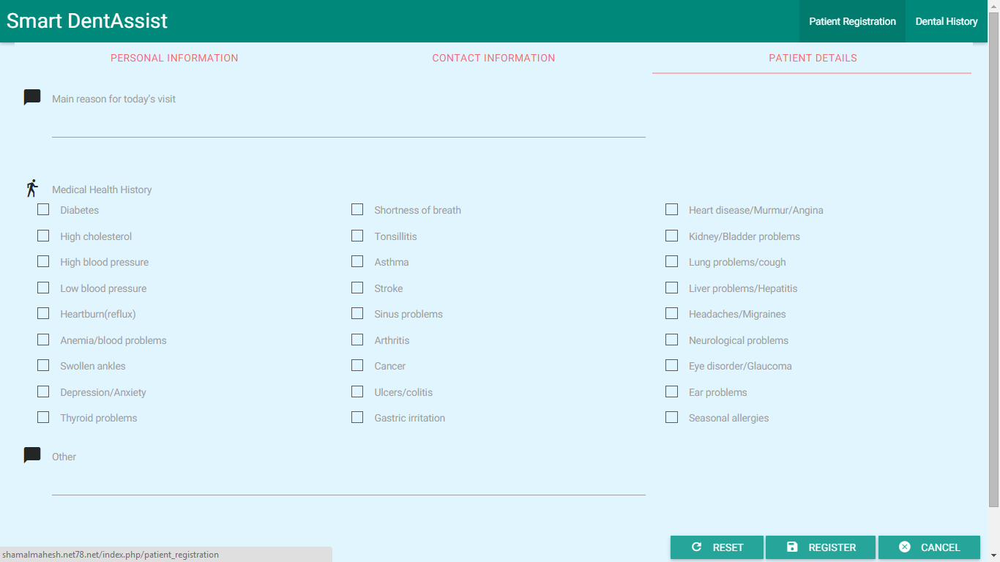 Smart DentAssist
Patient Registration
Dental History
PERSONAL INFORMATION
CONTACT INFORMATION
PATIENT DETAILS
Main reason for today's visit
Medical Health History
Diabetes
Shortness of breath
Heart disease/Murmur/Angina
High cholesterol
Tonsillitis
Kidney/Bladder problems
High blood pressure
Asthma
Lung problems/cough
Low blood pressure
Stroke
Liver problems/Hepatitis
Heartburn(reflux)
Sinus problems
Headaches/Migraines
Anemia/blood problems
Arthritis
Neurological problems
Swollen ankles
Cancer
Eye disorder/Glaucoma
Depression/Anxiety
Ulcers/colitis
Ear problems
Thyroid problems
Gastric irritation
Seasonal allergies
Other
RESET
REGISTER
CANCEL
shamalmahesh.net78.net/index.php/patient_registration